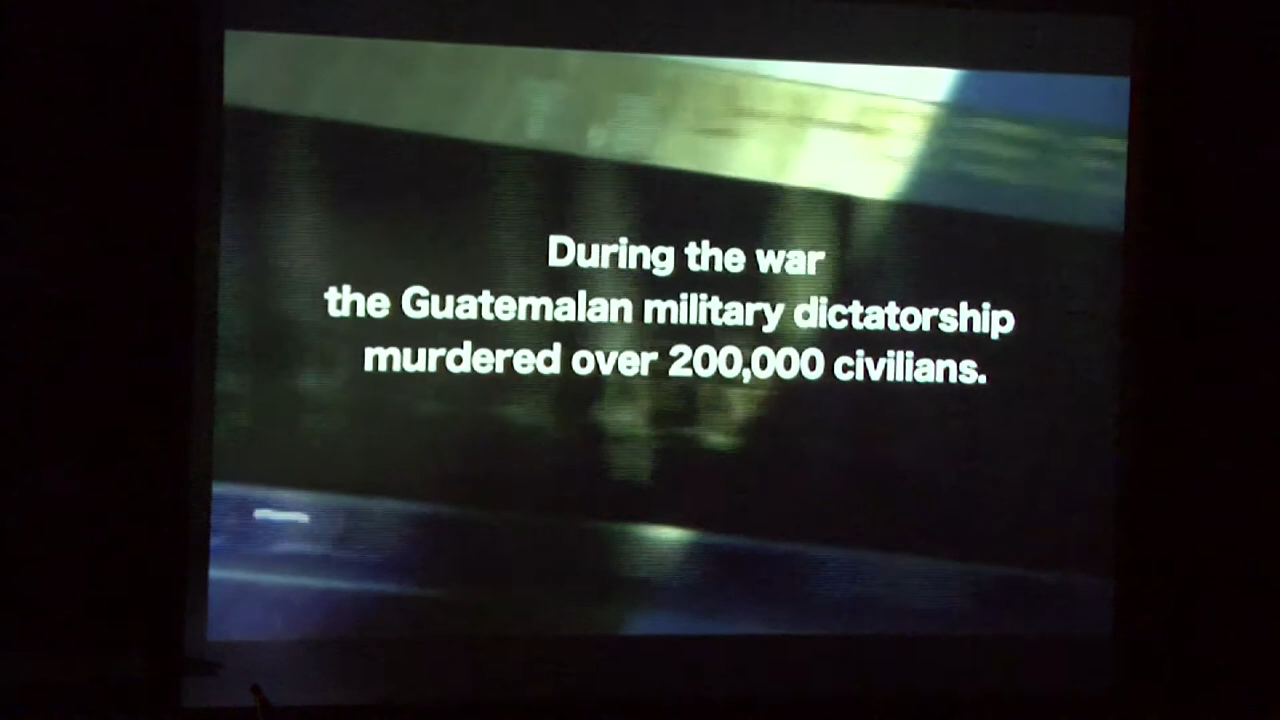 During the war
the Guatemalan military dictatorship
murdered over 200,000 civilians.